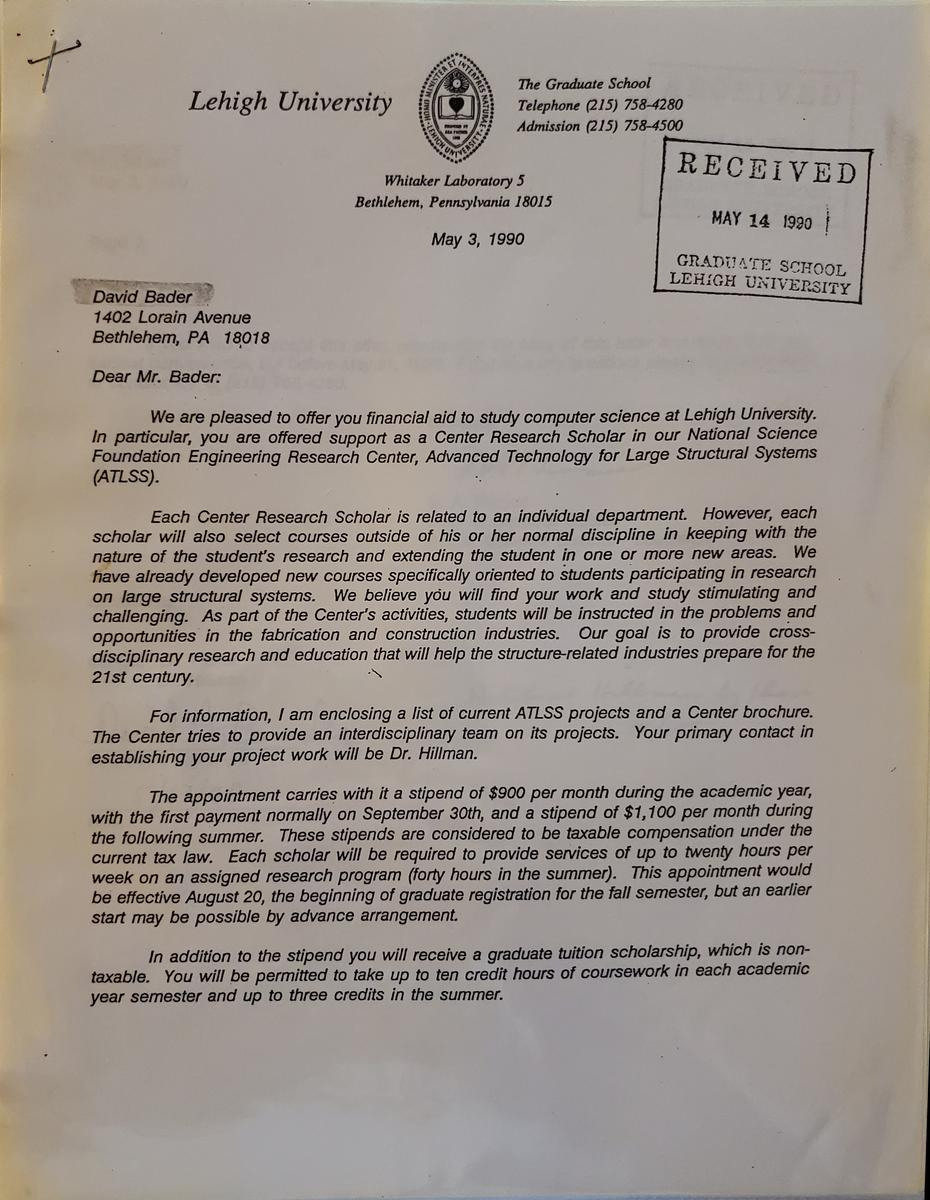 Lehigh University
HOMO MINISTER ET INTERPRES NATURAE
LEHIGH UNIVERSITY
The Graduate School
Telephone (215) 758-4280
Admission (215) 758-4500
Whitaker Laboratory 5
Bethlehem, Pennsylvania 18015
RECEIVED
MAY 14 1990
GRADUATE SCHOOL
LEHIGH UNIVERSITY
May 3, 1990
David Bader
1402 Lorain Avenue
Bethlehem, PA 18018
Dear Mr. Bader:
We are pleased to offer you financial aid to study computer science at Lehigh University.
In particular, you are offered support as a Center Research Scholar in our National Science
Foundation Engineering Research Center, Advanced Technology for Large Structural Systems
(ATLSS).
Each Center Research Scholar is related to an individual department. However, each
scholar will also select courses outside of his or her normal discipline in keeping with the
nature of the student's research and extending the student in one or more new areas. We
have already developed new courses specifically oriented to students participating in research
on large structural systems. We believe you will find your work and study stimulating and
challenging. As part of the Center's activities, students will be instructed in the problems and
opportunities in the fabrication and construction industries. Our goal is to provide cross-
disciplinary research and education that will help the structure-related industries prepare for the
21st century.
For information, I am enclosing a list of current ATLSS projects and a Center brochure.
The Center tries to provide an interdisciplinary team on its projects. Your primary contact in
establishing your project work will be Dr. Hillman.
The appointment carries with it a stipend of $900 per month during the academic year,
with the first payment normally on September 30th, and a stipend of $1,100 per month during
the following summer. These stipends are considered to be taxable compensation under the
current tax law. Each scholar will be required to provide services of up to twenty hours per
week on an assigned research program (forty hours in the summer). This appointment would
be effective August 20, the beginning of graduate registration for the fall semester, but an earlier
start may be possible by advance arrangement.
In addition to the stipend you will receive a graduate tuition scholarship, which is non-
taxable. You will be permitted to take up to ten credit hours of coursework in each academic
year semester and up to three credits in the summer.